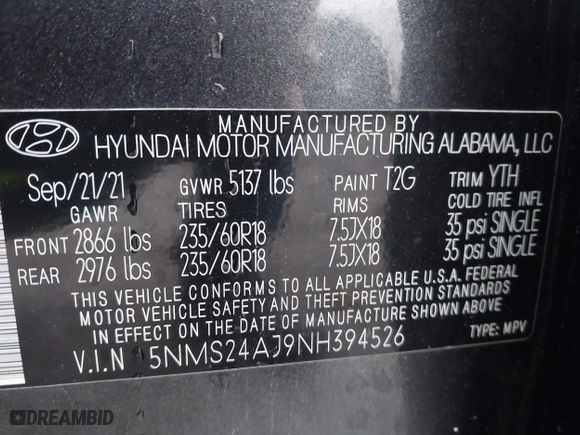 MANUFACTURED BY
HYUNDAI MOTOR MANUFACTURING ALABAMA, LLC
Sep/21/21 GVWR 5137 lbs PAINT T2G TRIM YTH
GAWR TIRES RIMS COLD TIRE INFL
FRONT 2866 lbs 235/60R18 7.5JX18 35 psi SINGLE
REAR 2976 lbs 235/60R18 7.5JX18 35 psi SINGLE
THIS VEHICLE CONFORMS TO ALL APPLICABLE U.S.A. FEDERAL
MOTOR VEHICLE SAFETY AND THEFT PREVENTION STANDARDS
IN EFFECT ON THE DATE OF MANUFACTURE SHOWN ABOVE
V.I.N 5NMS24AJ9NH394526 TYPE: MPV
DREAMBID